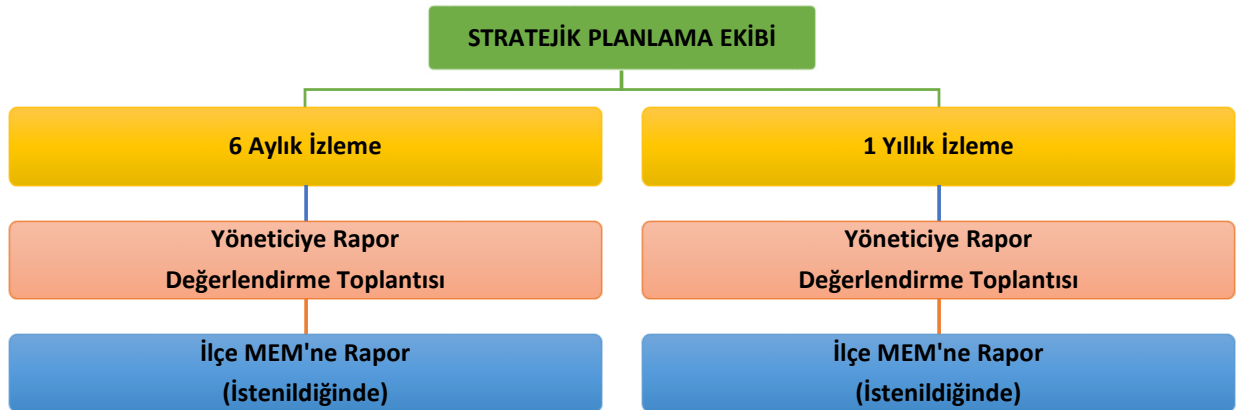 STRATEJİK PLANLAMA EKİBİ
6 Aylık İzleme
1 Yıllık İzleme
Yöneticiye Rapor
Değerlendirme Toplantısı
Yöneticiye Rapor
Değerlendirme Toplantısı
İlçe MEM'ne Rapor
(İstenildiğinde)
İlçe MEM'ne Rapor
(İstenildiğinde)